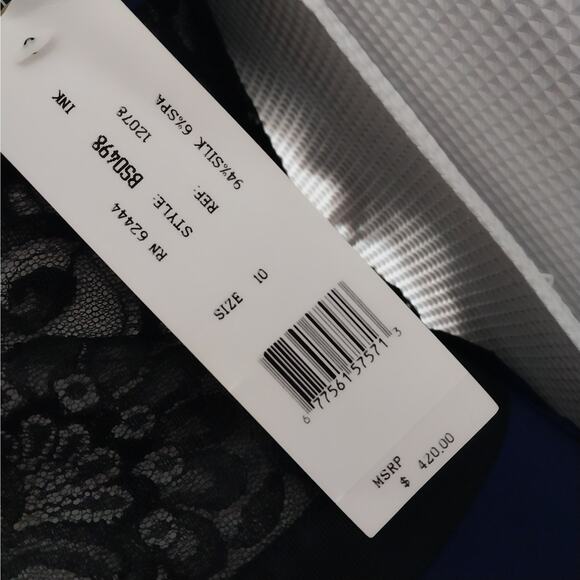 RN 62444
STYLE: BSO498
REF: 12078
94%SILK 6%SPA
INK
SIZE 10
6 77561 57571 3
MSRP
$ 420.00